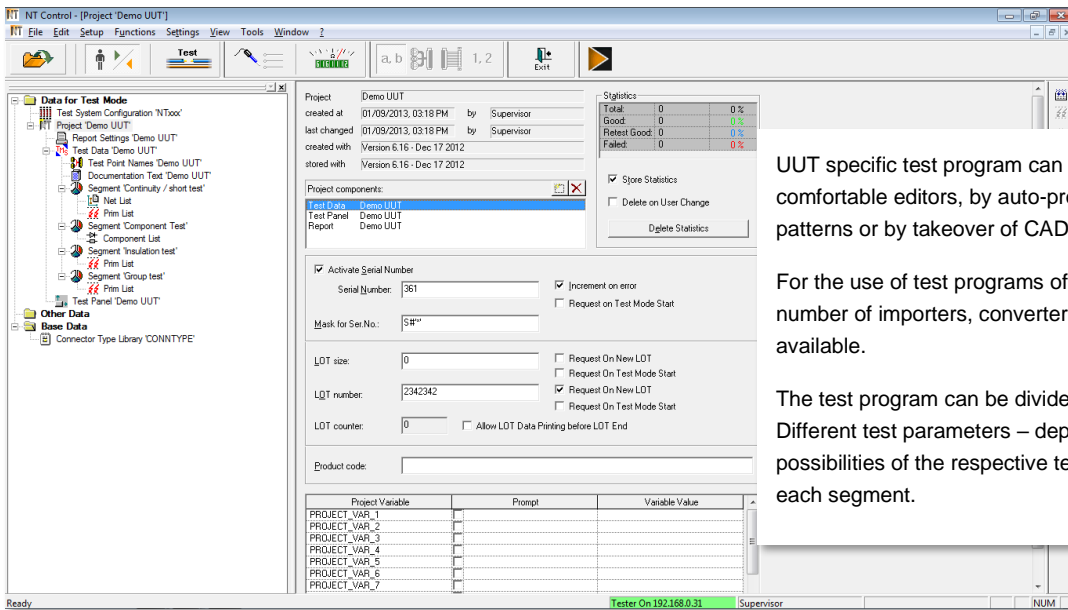 NT Control - [Project 'Demo UUT']
File Edit Setup Functions Settings View Tools Window ?
Test
a, b
1, 2
Exit
Data for Test Mode
Test System Configuration 'NTxxx'
Project 'Demo UUT'
Report Settings 'Demo UUT'
Test Data 'Demo UUT'
Test Point Names 'Demo UUT'
Documentation Text 'Demo UUT'
Segment 'Continuity / short test'
Net List
Prim List
Segment 'Component Test'
Component List
Segment 'Insulation test'
Prim List
Segment 'Group test'
Prim List
Test Panel 'Demo UUT'
Other Data
Base Data
Connector Type Library 'CONNTYPE'
Project Demo UUT
created at 01/09/2013, 03:18 PM by Supervisor
last changed 01/09/2013, 03:18 PM by Supervisor
created with Version 6.16 - Dec 17 2012
stored with Version 6.16 - Dec 17 2012
Project components:
Test Data Demo UUT
Test Panel Demo UUT
Report Demo UUT
Statistics
Total: 0 0 %
Good: 0 0 %
Retest Good: 0 0 %
Failed: 0 0 %
Store Statistics
Delete on User Change
Delete Statistics
Activate Serial Number
Serial Number: 361
Increment on error
Request on Test Mode Start
Mask for Ser.No.: S#'*'
LOT size: 0
Request On New LOT
Request On Test Mode Start
LOT number: 2342342
Request On New LOT
Request On Test Mode Start
LOT counter: 0
Allow LOT Data Printing before LOT End
Product code:
Project Variable Prompt Variable Value
PROJECT_VAR_1
PROJECT_VAR_2
PROJECT_VAR_3
PROJECT_VAR_4
PROJECT_VAR_5
PROJECT_VAR_6
PROJECT_VAR_7
UUT specific test program can
comfortable editors, by auto-pro
patterns or by takeover of CAD
For the use of test programs of
number of importers, converter
available.
The test program can be divide
Different test parameters – dep
possibilities of the respective te
each segment.
Ready
Tester On 192.168.0.31
Supervisor
NUM